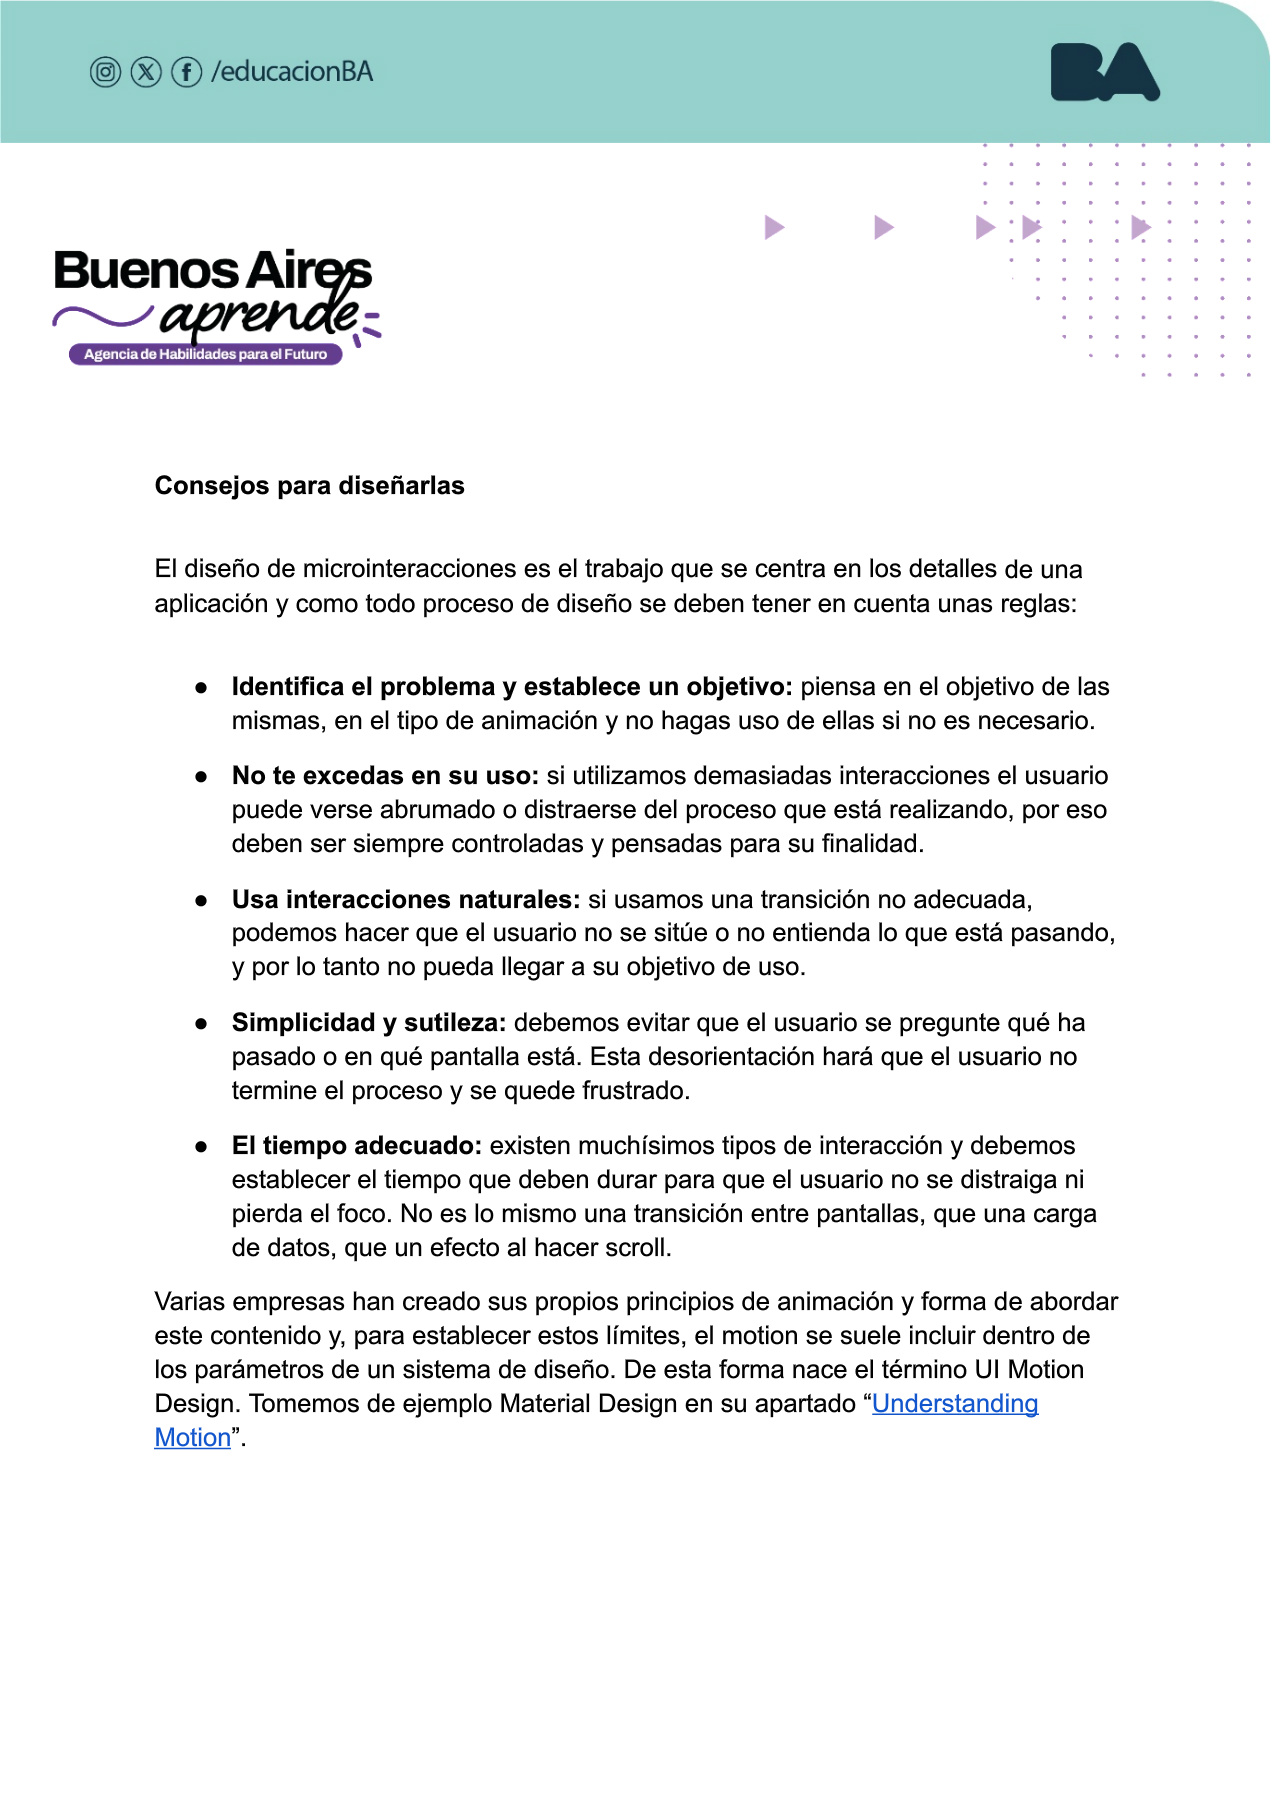 /educacionBA
BA
Buenos Aires
aprende
Agencia de Habilidades para el Futuro
Consejos para diseñarlas
El diseño de microinteracciones es el trabajo que se centra en los detalles de una
aplicación y como todo proceso de diseño se deben tener en cuenta unas reglas:
● Identifica el problema y establece un objetivo: piensa en el objetivo de las
mismas, en el tipo de animación y no hagas uso de ellas si no es necesario.
● No te excedas en su uso: si utilizamos demasiadas interacciones el usuario
puede verse abrumado o distraerse del proceso que está realizando, por eso
deben ser siempre controladas y pensadas para su finalidad.
● Usa interacciones naturales: si usamos una transición no adecuada,
podemos hacer que el usuario no se sitúe o no entienda lo que está pasando,
y por lo tanto no pueda llegar a su objetivo de uso.
● Simplicidad y sutileza: debemos evitar que el usuario se pregunte qué ha
pasado o en qué pantalla está. Esta desorientación hará que el usuario no
termine el proceso y se quede frustrado.
● El tiempo adecuado: existen muchísimos tipos de interacción y debemos
establecer el tiempo que deben durar para que el usuario no se distraiga ni
pierda el foco. No es lo mismo una transición entre pantallas, que una carga
de datos, que un efecto al hacer scroll.
Varias empresas han creado sus propios principios de animación y forma de abordar
este contenido y, para establecer estos límites, el motion se suele incluir dentro de
los parámetros de un sistema de diseño. De esta forma nace el término UI Motion
Design. Tomemos de ejemplo Material Design en su apartado “Understanding
Motion”.